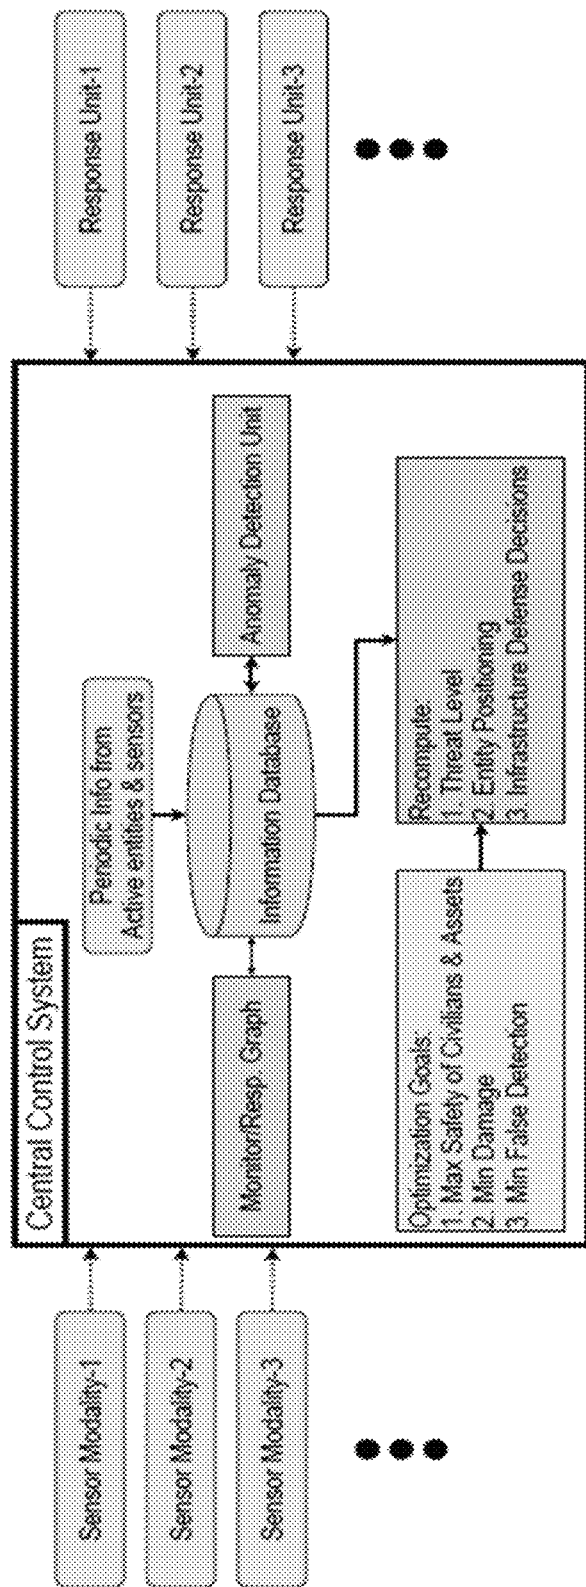 Central Control System
Sensor Modality-1
Sensor Modality-2
Sensor Modality-3
Periodic Info from
Active entities & sensors
Monitor/Resp. Graph
Information Database
Anomaly Detection Unit
Optimization Goals:
1. Max Safety of Civilians & Assets
2. Min Damage
3. Min False Detection
Recompute
1. Threat Level
2. Entity Positioning
3. Infrastructure Defense Decisions
Response Unit-1
Response Unit-2
Response Unit-3